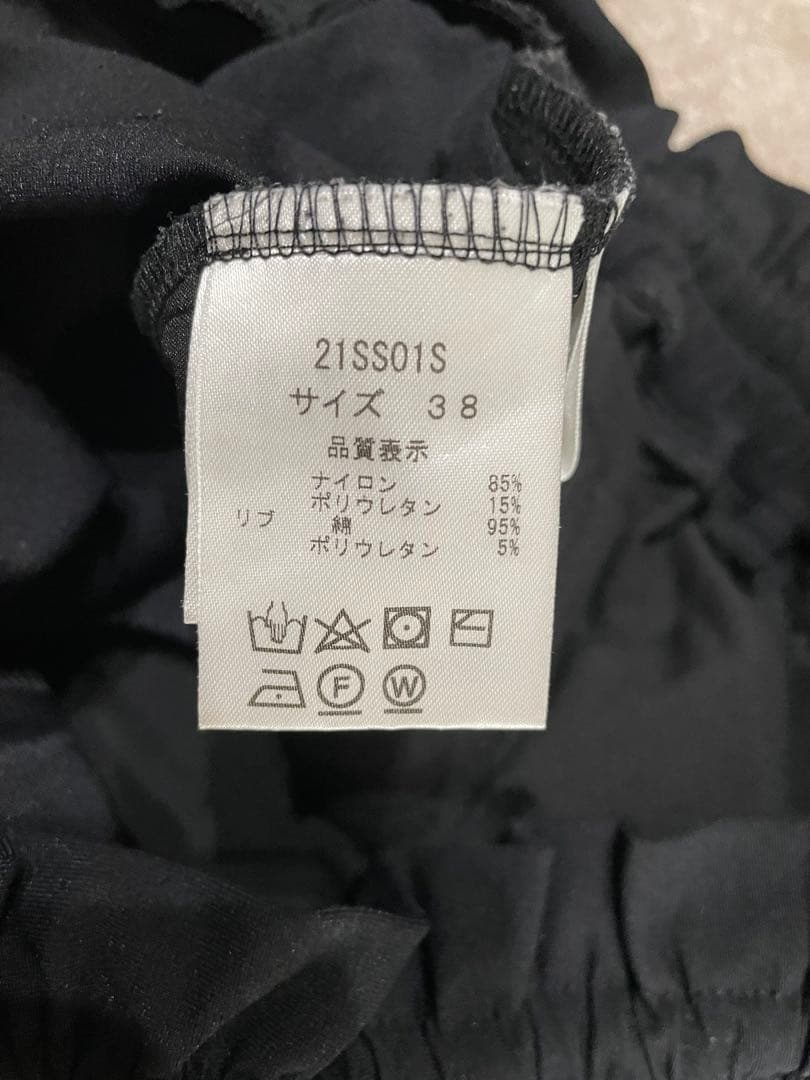 21SS01S
サイズ 38
品質表示
ナイロン 85%
ポリウレタン 15%
リブ 綿 95%
ポリウレタン 5%
F W